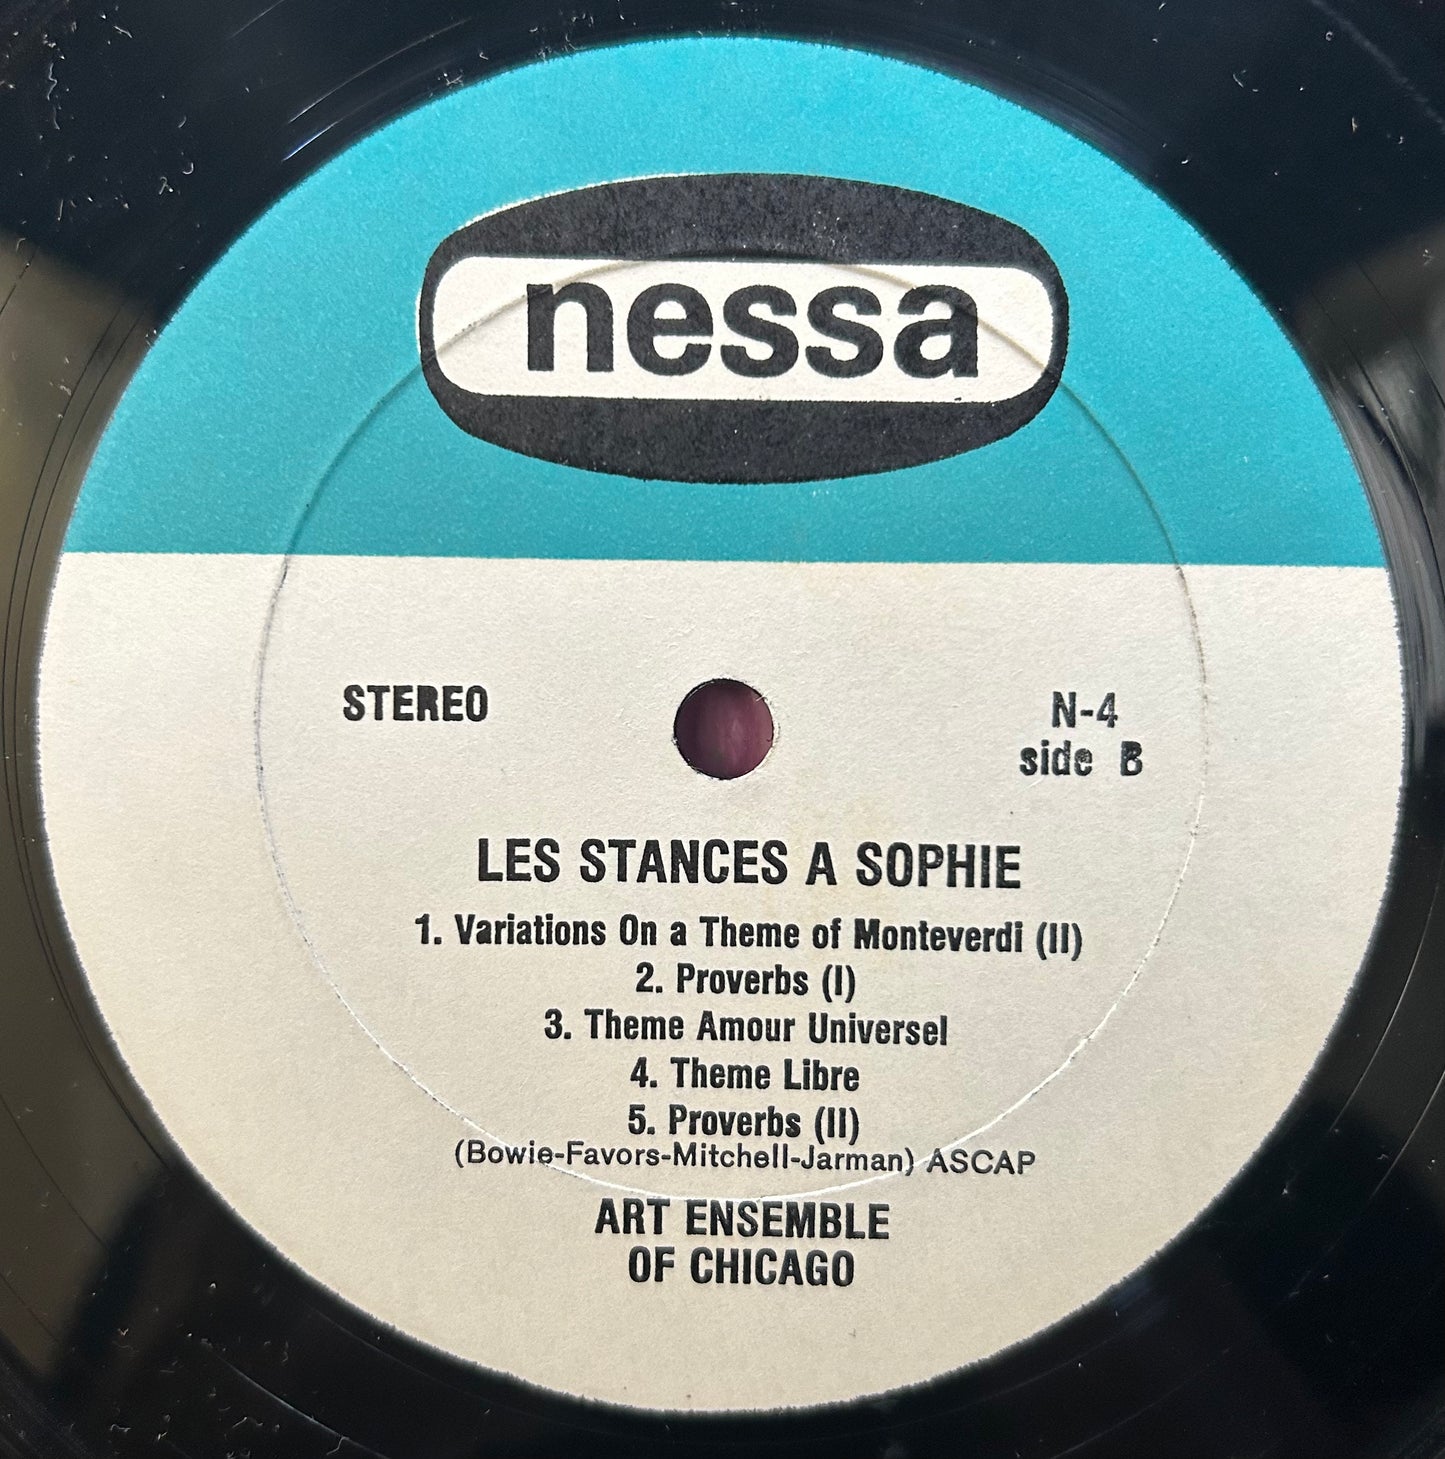 nessa
STEREO
N-4
side B
LES STANCES A SOPHIE
1. Variations On a Theme of Monteverdi (II)
2. Proverbs (I)
3. Theme Amour Universel
4. Theme Libre
5. Proverbs (II)
(Bowie-Favors-Mitchell-Jarman) ASCAP
ART ENSEMBLE
OF CHICAGO